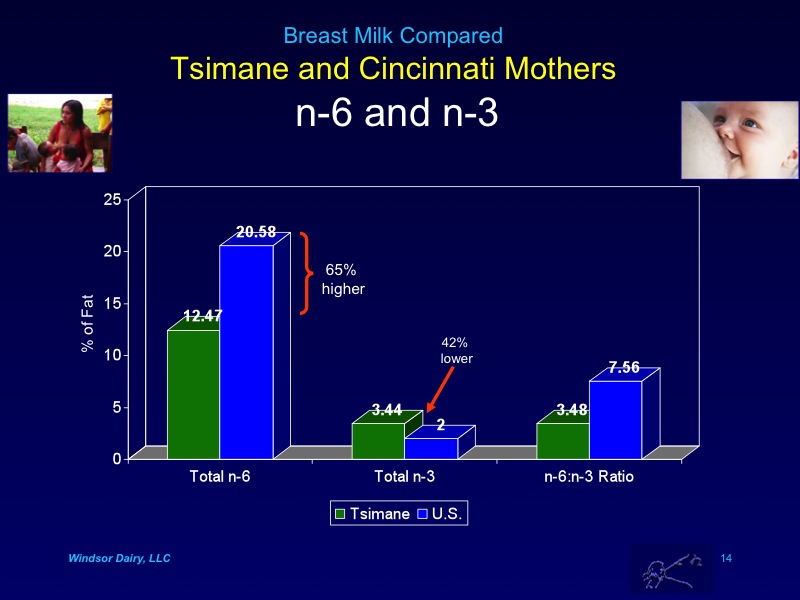 Breast Milk Compared
Tsimane and Cincinnati Mothers
n-6 and n-3
25
20
15
10
5
0
% of Fat
20.58
12.47
65%
higher
42%
lower
3.44
2
7.56
3.48
Total n-6
Total n-3
n-6:n-3 Ratio
Tsimane
U.S.
Windsor Dairy, LLC
14